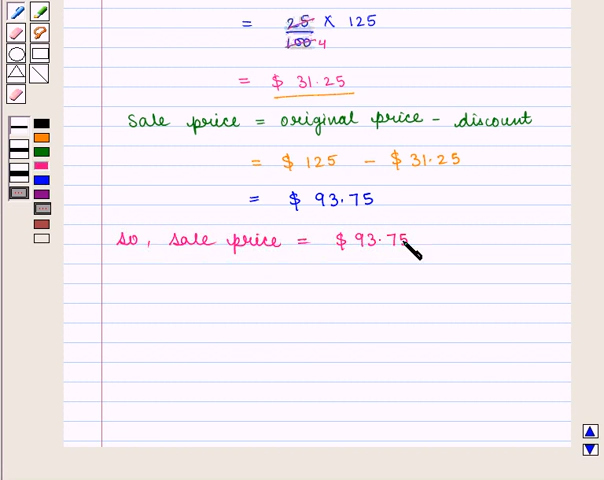 = 25/100 4 × 125
= $ 31.25
Sale price = original price - discount
= $ 125 - $ 31.25
= $ 93.75
So, sale price = $ 93.75